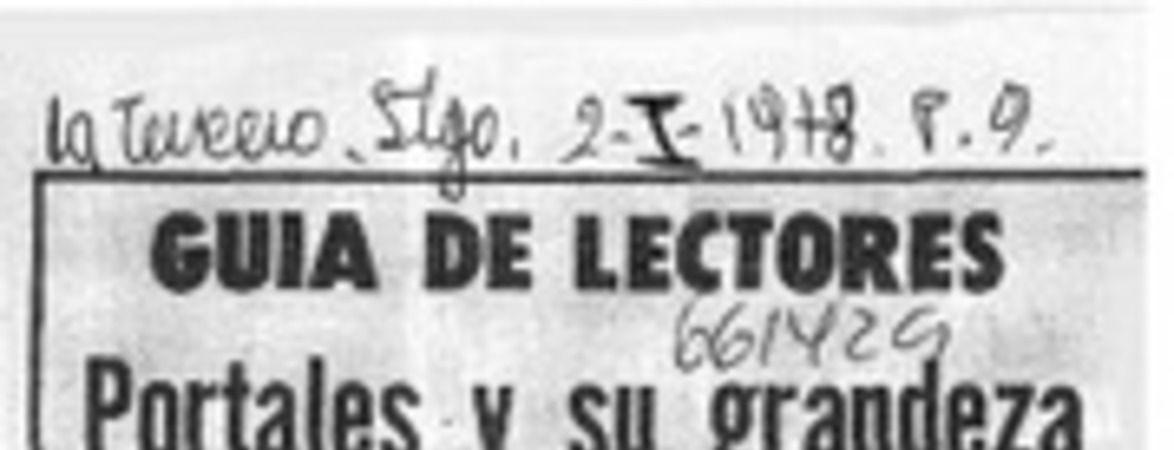 la Tercera. Stgo. 2-I-1978. P. 9.
GUIA DE LECTORES
661429
Portales y su grandeza